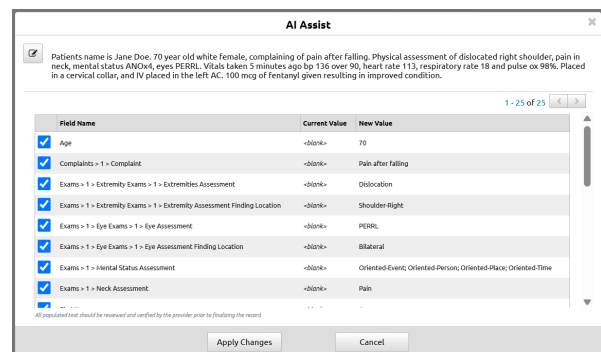 AI Assist
Patients name is Jane Doe. 70 year old white female, complaining of pain after falling. Physical assessment of dislocated right shoulder, pain in
neck, mental status ANOx4, eyes PERRL. Vitals taken 5 minutes ago bp 136 over 90, heart rate 113, respiratory rate 18 and pulse ox 98%. Placed
in a cervical collar, and IV placed in the left AC. 100 mcg of fentanyl given resulting in improved condition.
1 - 25 of 25
Field Name Current Value New Value
Age <blank> 70
Complaints > 1 > Complaint <blank> Pain after falling
Exams > 1 > Extremity Exams > 1 > Extremities Assessment <blank> Dislocation
Exams > 1 > Extremity Exams > 1 > Extremity Assessment Finding Location <blank> Shoulder-Right
Exams > 1 > Eye Exams > 1 > Eye Assessment <blank> PERRL
Exams > 1 > Eye Exams > 1 > Eye Assessment Finding Location <blank> Bilateral
Exams > 1 > Mental Status Assessment <blank> Oriented-Event; Oriented-Person; Oriented-Place; Oriented-Time
Exams > 1 > Neck Assessment <blank> Pain
All populated text should be reviewed and verified by the provider prior to finalizing the record.
Apply Changes Cancel